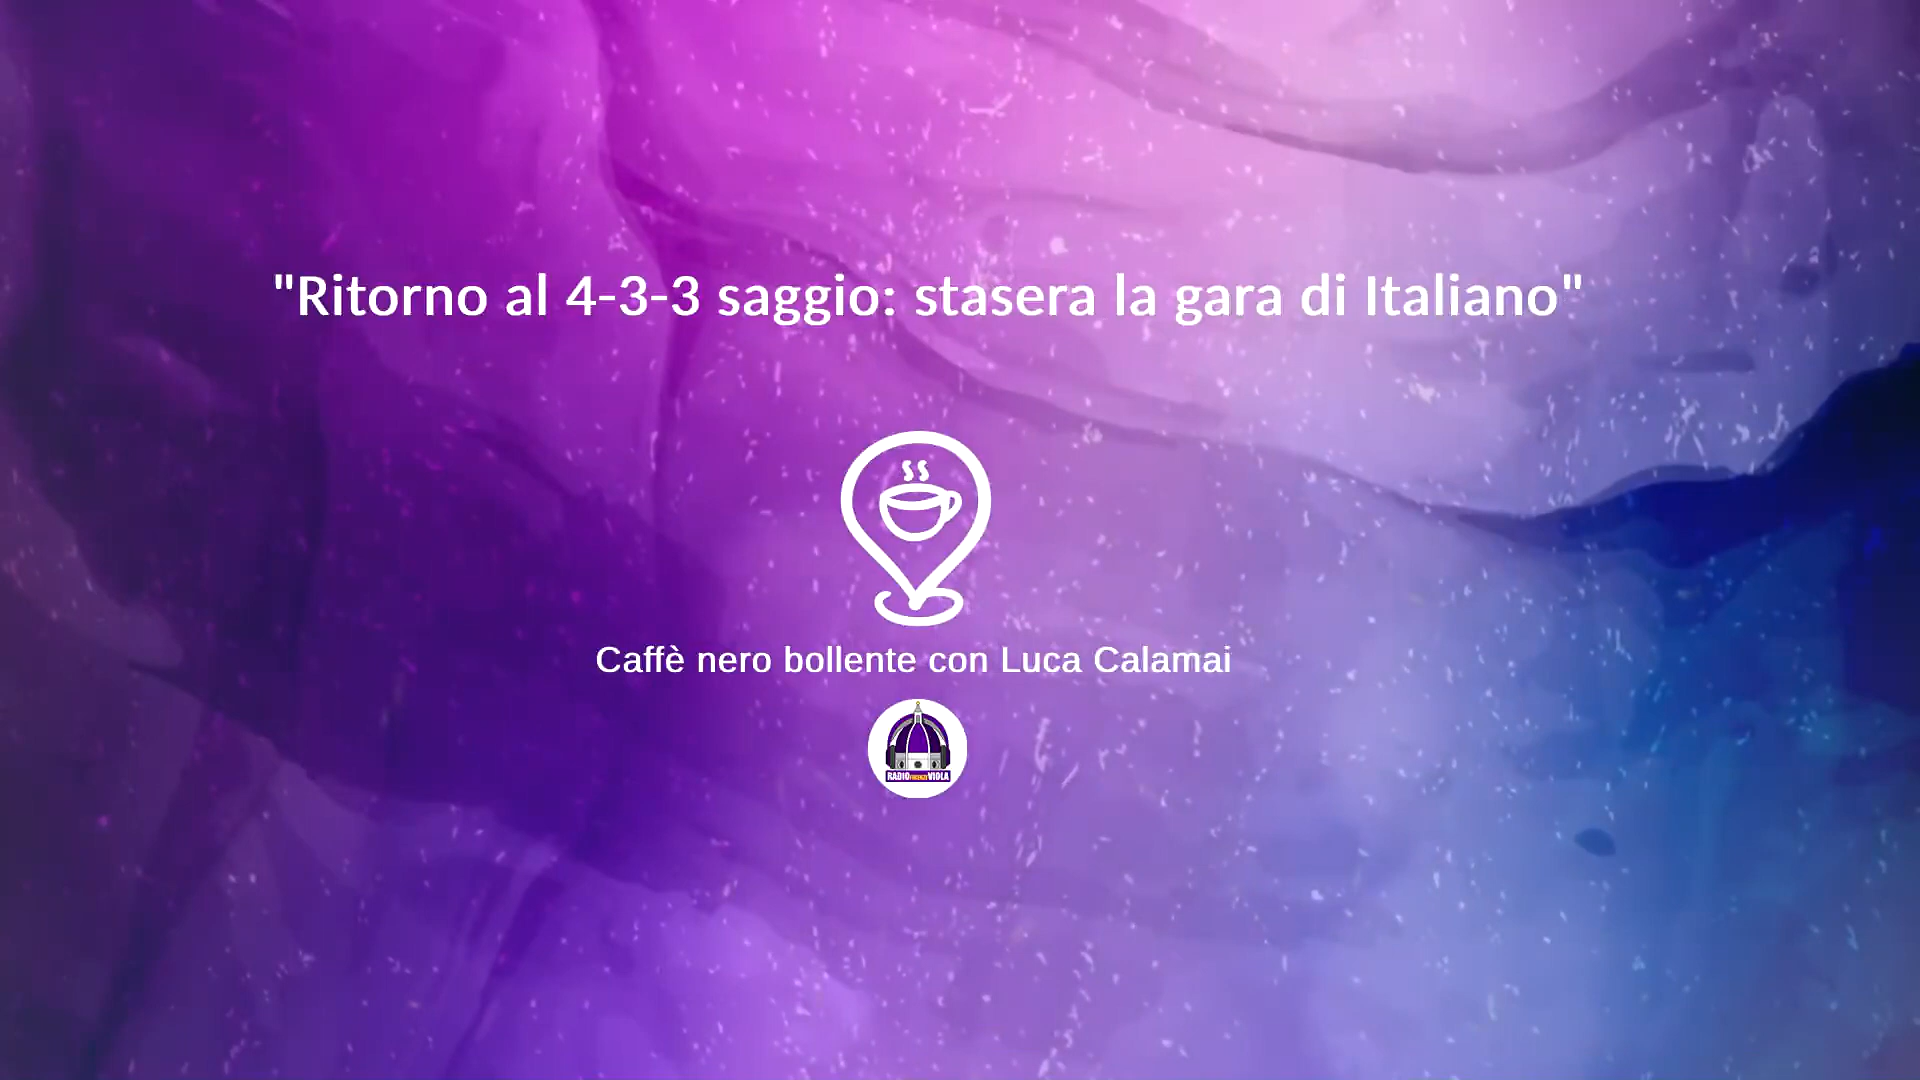 "Ritorno al 4-3-3 saggio: stasera la gara di Italiano"
Caffè nero bollente con Luca Calamai
RADIO FIRENZE VIOLA